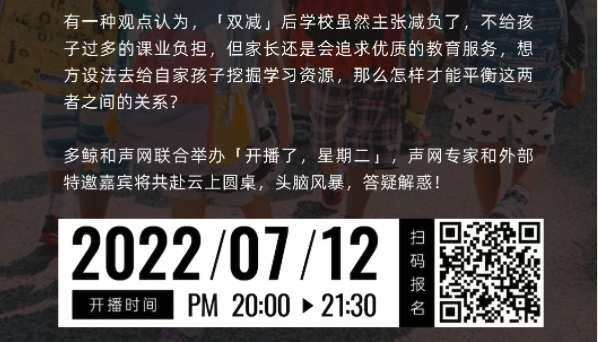 有一种观点认为，「双减」后学校虽然主张减负了，不给孩
子过多的课业负担，但家长还是会追求优质的教育服务，想
方设法去给自家孩子挖掘学习资源，那么怎样才能平衡这两
者之间的关系？
多鲸和声网联合举办「开播了，星期二」，声网专家和外部
特邀嘉宾将共赴云上圆桌，头脑风暴，答疑解惑！
2022/07/12
开播时间 PM 20:00 ▶ 21:30
扫码报名